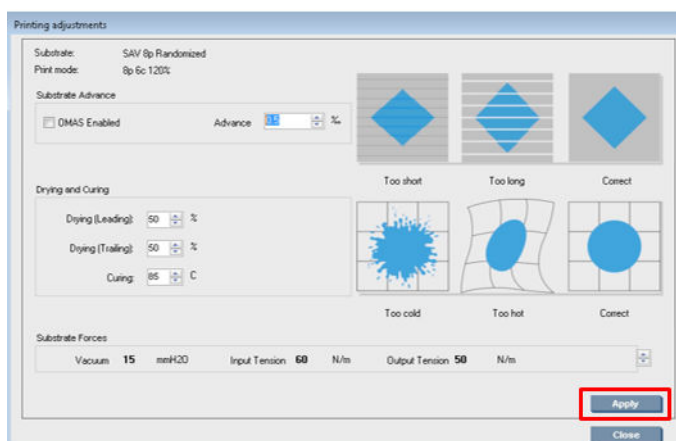 Printing adjustments
Substrate: SAV 8p Randomized
Print mode: 8p 6c 120%
Substrate Advance
OMAS Enabled Advance 0.5 ‰
Too short Too long Correct
Drying and Curing
Drying (Leading): 50 %
Drying (Trailing): 50 %
Curing: 85 C
Too cold Too hot Correct
Substrate Forces
Vacuum 15 mmH2O Input Tension 60 N/m Output Tension 50 N/m
Apply
Close